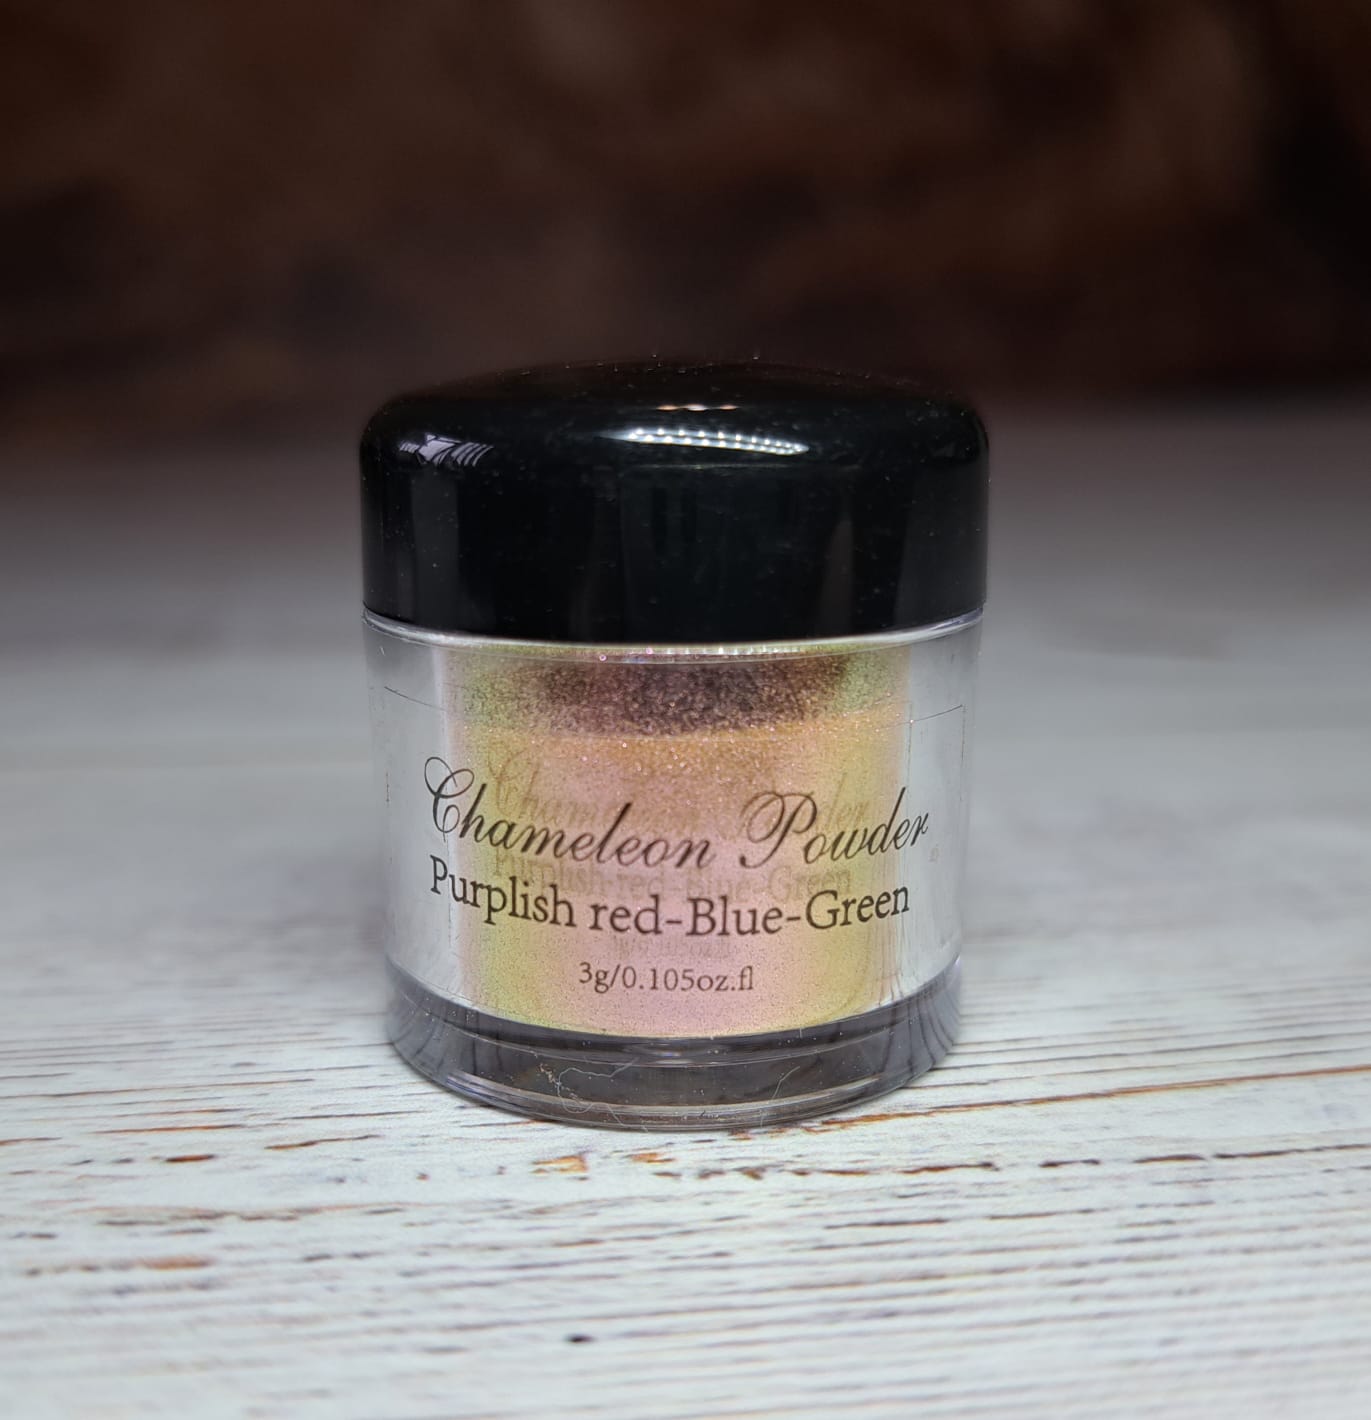 Chameleon Powder
Purplish red-Blue-Green
3g/0.105oz.fl